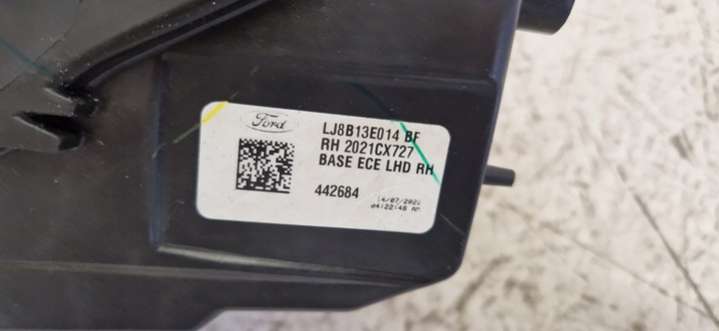 Ford
LJ8B13E014 BF
RH 2021CX727
BASE ECE LHD RH
442684